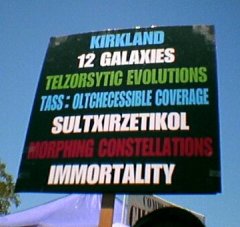 KIRKLAND
12 GALAXIES
TELZORSYTIC EVOLUTIONS
TASS: OLTCHECESSIBLE COVERAGE
SULTXIRZETIKOL
MORPHING CONSTELLATIONS
IMMORTALITY